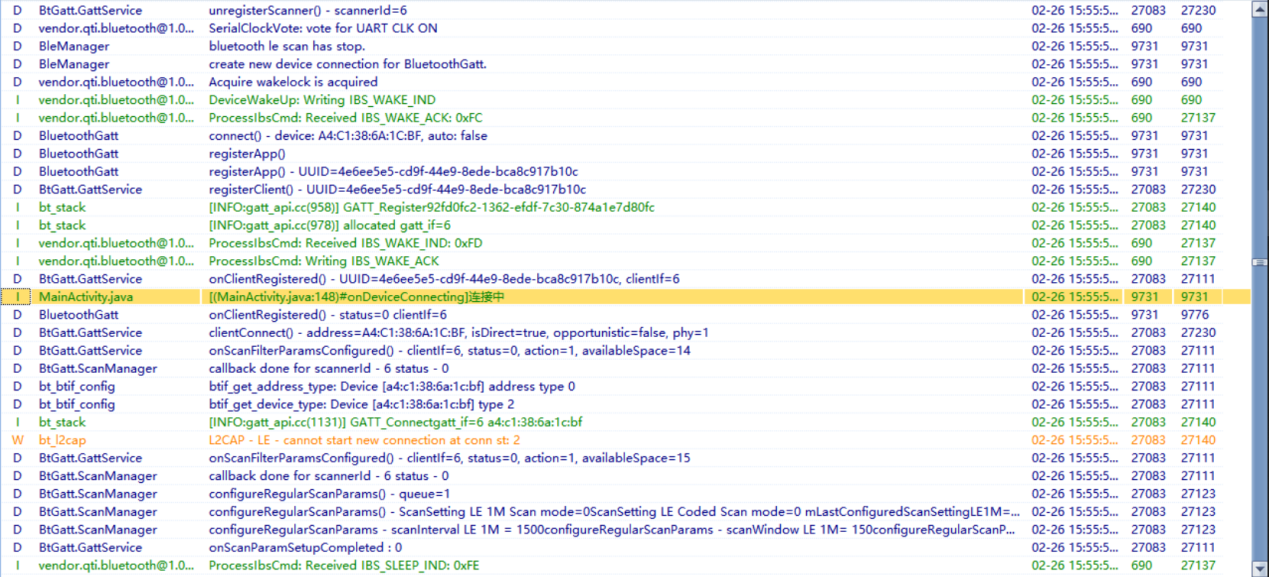 D BtGatt.GattService unregisterScanner() - scannerId=6 02-26 15:55:5... 27083 27230
D vendor.qti.bluetooth@1.0... SerialClockVote: vote for UART CLK ON 02-26 15:55:5... 690 690
D BleManager bluetooth le scan has stop. 02-26 15:55:5... 9731 9731
D BleManager create new device connection for BluetoothGatt. 02-26 15:55:5... 9731 9731
D vendor.qti.bluetooth@1.0... Acquire wakelock is acquired 02-26 15:55:5... 690 690
I vendor.qti.bluetooth@1.0... DeviceWakeUp: Writing IBS_WAKE_IND 02-26 15:55:5... 690 690
I vendor.qti.bluetooth@1.0... ProcessIbsCmd: Received IBS_WAKE_ACK: 0xFC 02-26 15:55:5... 690 27137
D BluetoothGatt connect() - device: A4:C1:38:6A:1C:BF, auto: false 02-26 15:55:5... 9731 9731
D BluetoothGatt registerApp() 02-26 15:55:5... 9731 9731
D BluetoothGatt registerApp() - UUID=4e6ee5e5-cd9f-44e9-8ede-bca8c917b10c 02-26 15:55:5... 9731 9731
D BtGatt.GattService registerClient() - UUID=4e6ee5e5-cd9f-44e9-8ede-bca8c917b10c 02-26 15:55:5... 27083 27230
I bt_stack [INFO:gatt_api.cc(958)] GATT_Register92fd0fc2-1362-efdf-7c30-874a1e7d80fc 02-26 15:55:5... 27083 27140
I bt_stack [INFO:gatt_api.cc(978)] allocated gatt_if=6 02-26 15:55:5... 27083 27140
I vendor.qti.bluetooth@1.0... ProcessIbsCmd: Received IBS_WAKE_IND: 0xFD 02-26 15:55:5... 690 27137
I vendor.qti.bluetooth@1.0... ProcessIbsCmd: Writing IBS_WAKE_ACK 02-26 15:55:5... 690 27137
D BtGatt.GattService onClientRegistered() - UUID=4e6ee5e5-cd9f-44e9-8ede-bca8c917b10c, clientIf=6 02-26 15:55:5... 27083 27111
I MainActivity.java [(MainActivity.java:148)#onDeviceConnecting]连接中 02-26 15:55:5... 9731 9731
D BluetoothGatt onClientRegistered() - status=0 clientIf=6 02-26 15:55:5... 9731 9776
D BtGatt.GattService clientConnect() - address=A4:C1:38:6A:1C:BF, isDirect=true, opportunistic=false, phy=1 02-26 15:55:5... 27083 27230
D BtGatt.GattService onScanFilterParamsConfigured() - clientIf=6, status=0, action=1, availableSpace=14 02-26 15:55:5... 27083 27111
D BtGatt.ScanManager callback done for scannerId - 6 status - 0 02-26 15:55:5... 27083 27111
D bt_btif_config btif_get_address_type: Device [a4:c1:38:6a:1c:bf] address type 0 02-26 15:55:5... 27083 27111
D bt_btif_config btif_get_device_type: Device [a4:c1:38:6a:1c:bf] type 2 02-26 15:55:5... 27083 27111
I bt_stack [INFO:gatt_api.cc(1131)] GATT_Connectgatt_if=6 a4:c1:38:6a:1c:bf 02-26 15:55:5... 27083 27140
W bt_l2cap L2CAP - LE - cannot start new connection at conn st: 2 02-26 15:55:5... 27083 27140
D BtGatt.GattService onScanFilterParamsConfigured() - clientIf=6, status=0, action=1, availableSpace=15 02-26 15:55:5... 27083 27111
D BtGatt.ScanManager callback done for scannerId - 6 status - 0 02-26 15:55:5... 27083 27111
D BtGatt.ScanManager configureRegularScanParams() - queue=1 02-26 15:55:5... 27083 27123
D BtGatt.ScanManager configureRegularScanParams() - ScanSetting LE 1M Scan mode=0ScanSetting LE Coded Scan mode=0 mLastConfiguredScanSettingLE1M=... 02-26 15:55:5... 27083 27123
D BtGatt.ScanManager configureRegularScanParams - scanInterval LE 1M = 1500configureRegularScanParams - scanWindow LE 1M= 150configureRegularScanP... 02-26 15:55:5... 27083 27123
D BtGatt.GattService onScanParamSetupCompleted : 0 02-26 15:55:5... 27083 27111
I vendor.qti.bluetooth@1.0... ProcessIbsCmd: Received IBS_SLEEP_IND: 0xFE 02-26 15:55:5... 690 27137